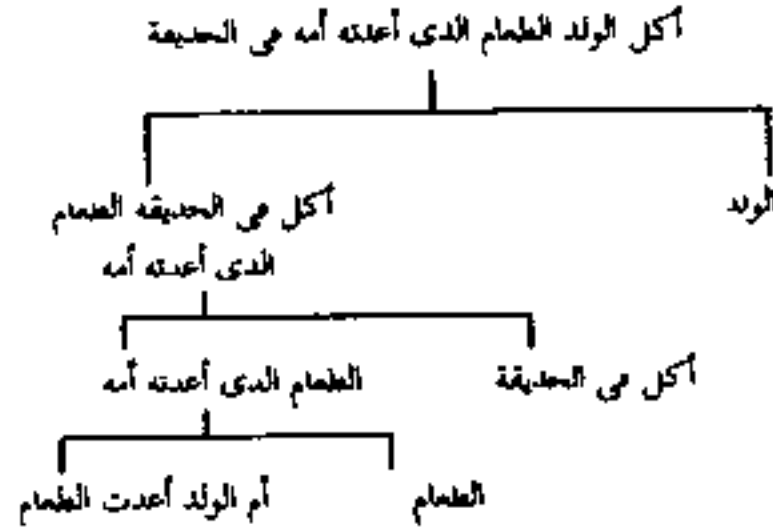 أكل الولد الطعام الذى أعدته أمه فى الحديقة
الولد
أكل فى الحديقه الطعام
الذى أعدته أمه
أكل فى الحديقة
الطعام الذى أعدته أمه
الطعام
أم الولد أعدت الطعام